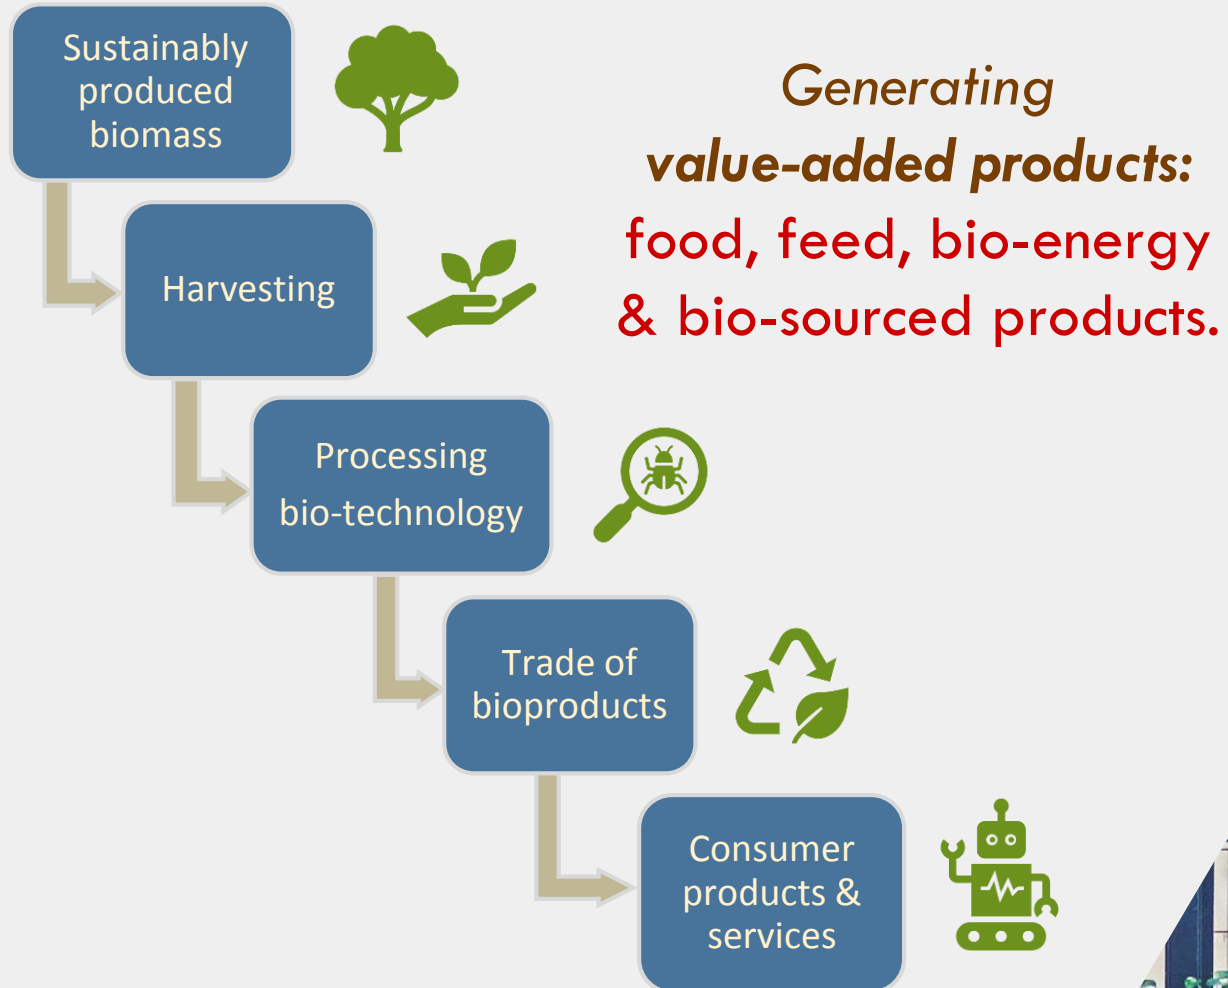 Sustainably
produced
biomass
Generating
value-added products:
food, feed, bio-energy
& bio-sourced products.
Harvesting
Processing
bio-technology
Trade of
bioproducts
Consumer
products &
services